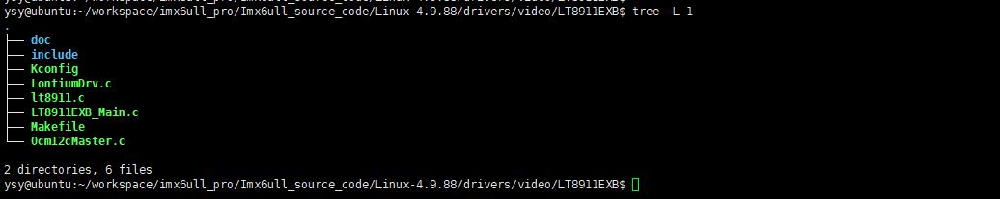 ysy@ubuntu:~/workspace/imx6ull_pro/Imx6ull_source_code/Linux-4.9.88/drivers/video/LT8911EXB$ tree -L 1
.
├── doc
├── include
├── Kconfig
├── LontiumDrv.c
├── lt8911.c
├── LT8911EXB_Main.c
├── Makefile
└── OcmI2cMaster.c
2 directories, 6 files
ysy@ubuntu:~/workspace/imx6ull_pro/Imx6ull_source_code/Linux-4.9.88/drivers/video/LT8911EXB$